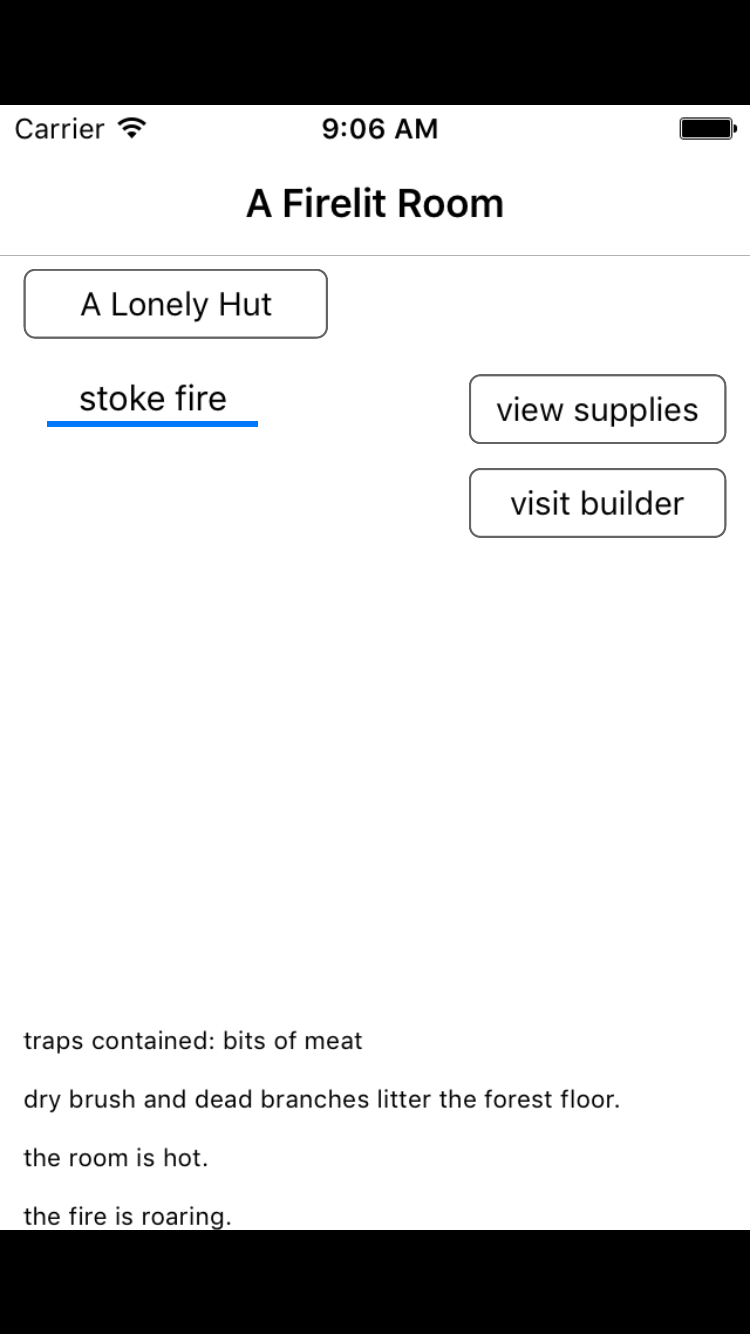 Carrier 9:06 AM
A Firelit Room
A Lonely Hut
stoke fire
view supplies
visit builder
traps contained: bits of meat
dry brush and dead branches litter the forest floor.
the room is hot.
the fire is roaring.